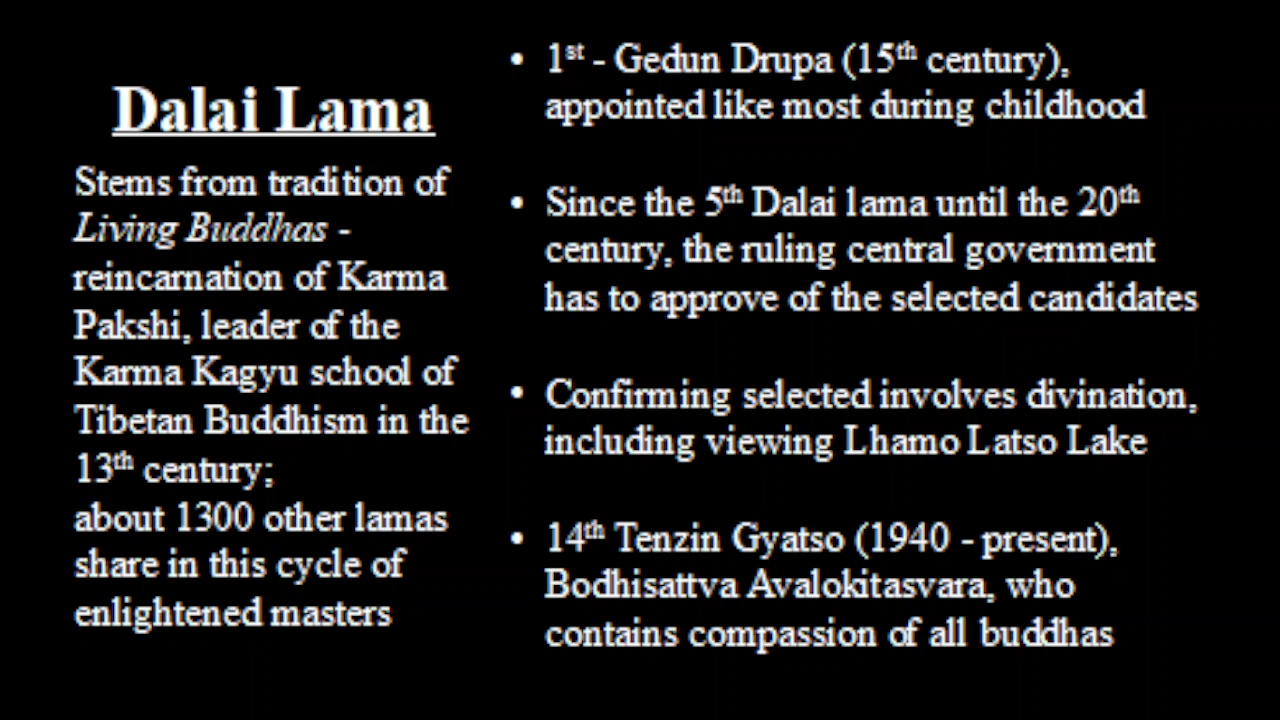 Dalai Lama
Stems from tradition of
Living Buddhas -
reincarnation of Karma
Pakshi, leader of the
Karma Kagyu school of
Tibetan Buddhism in the
13th century;
about 1300 other lamas
share in this cycle of
enlightened masters
• 1st - Gedun Drupa (15th century),
appointed like most during childhood
• Since the 5th Dalai lama until the 20th
century, the ruling central government
has to approve of the selected candidates
• Confirming selected involves divination,
including viewing Lhamo Latso Lake
• 14th Tenzin Gyatso (1940 - present),
Bodhisattva Avalokitasvara, who
contains compassion of all buddhas